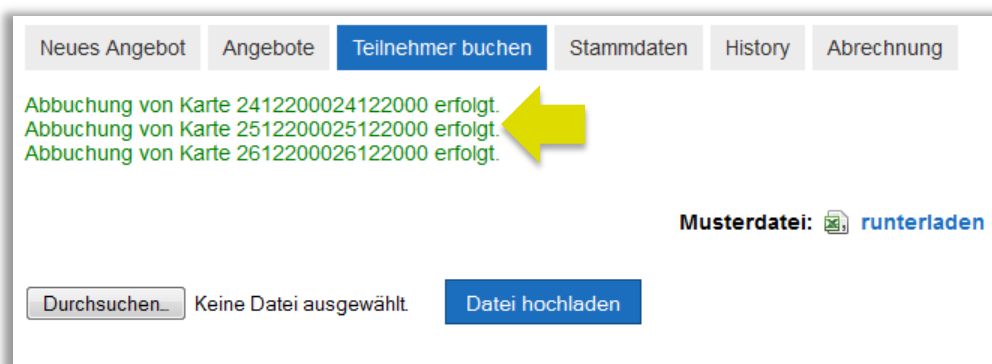 Neues Angebot Angebote Teilnehmer buchen Stammdaten History Abrechnung
Abbuchung von Karte 2412200024122000 erfolgt.
Abbuchung von Karte 2512200025122000 erfolgt.
Abbuchung von Karte 2612200026122000 erfolgt.
Musterdatei: runterladen
Durchsuchen… Keine Datei ausgewählt. Datei hochladen